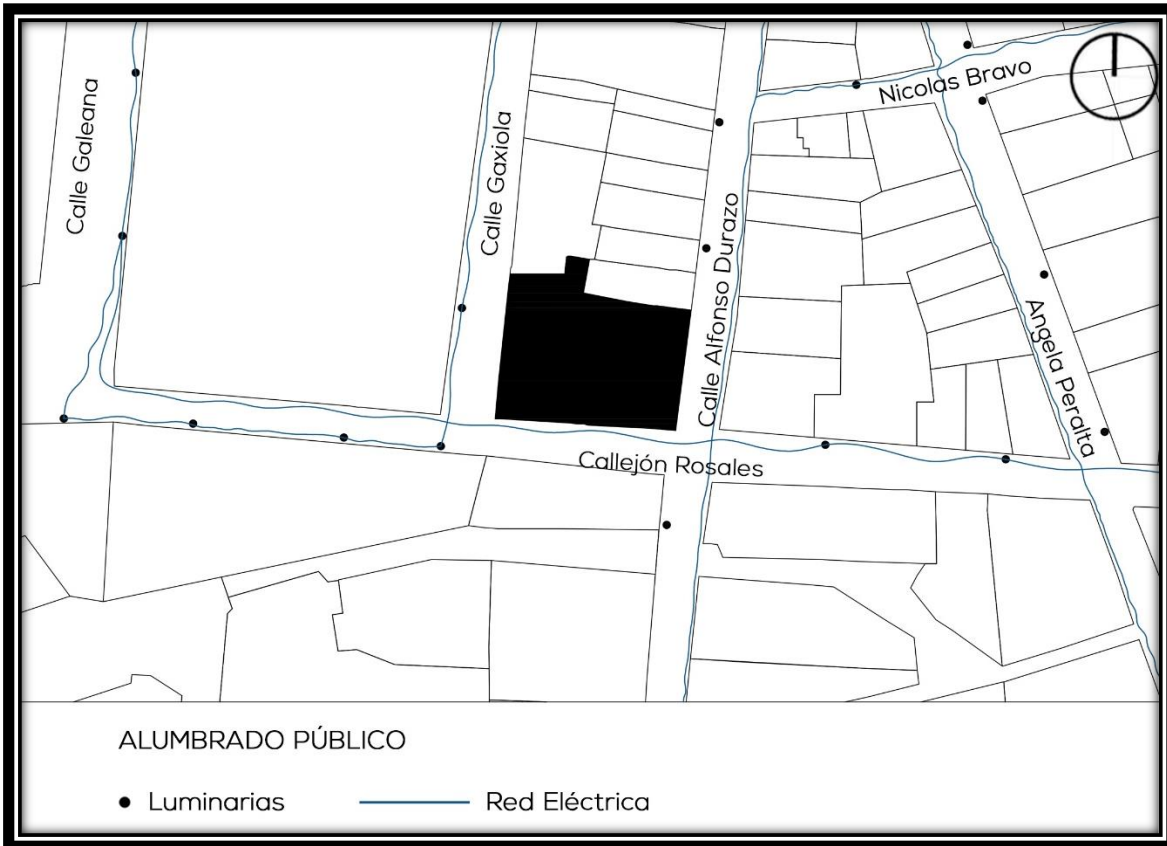 Calle Galeana
Calle Gaxiola
Calle Alfonso Durazo
Nicolas Bravo
Angela Peralta
Callejón Rosales
ALUMBRADO PÚBLICO
Luminarias
Red Eléctrica